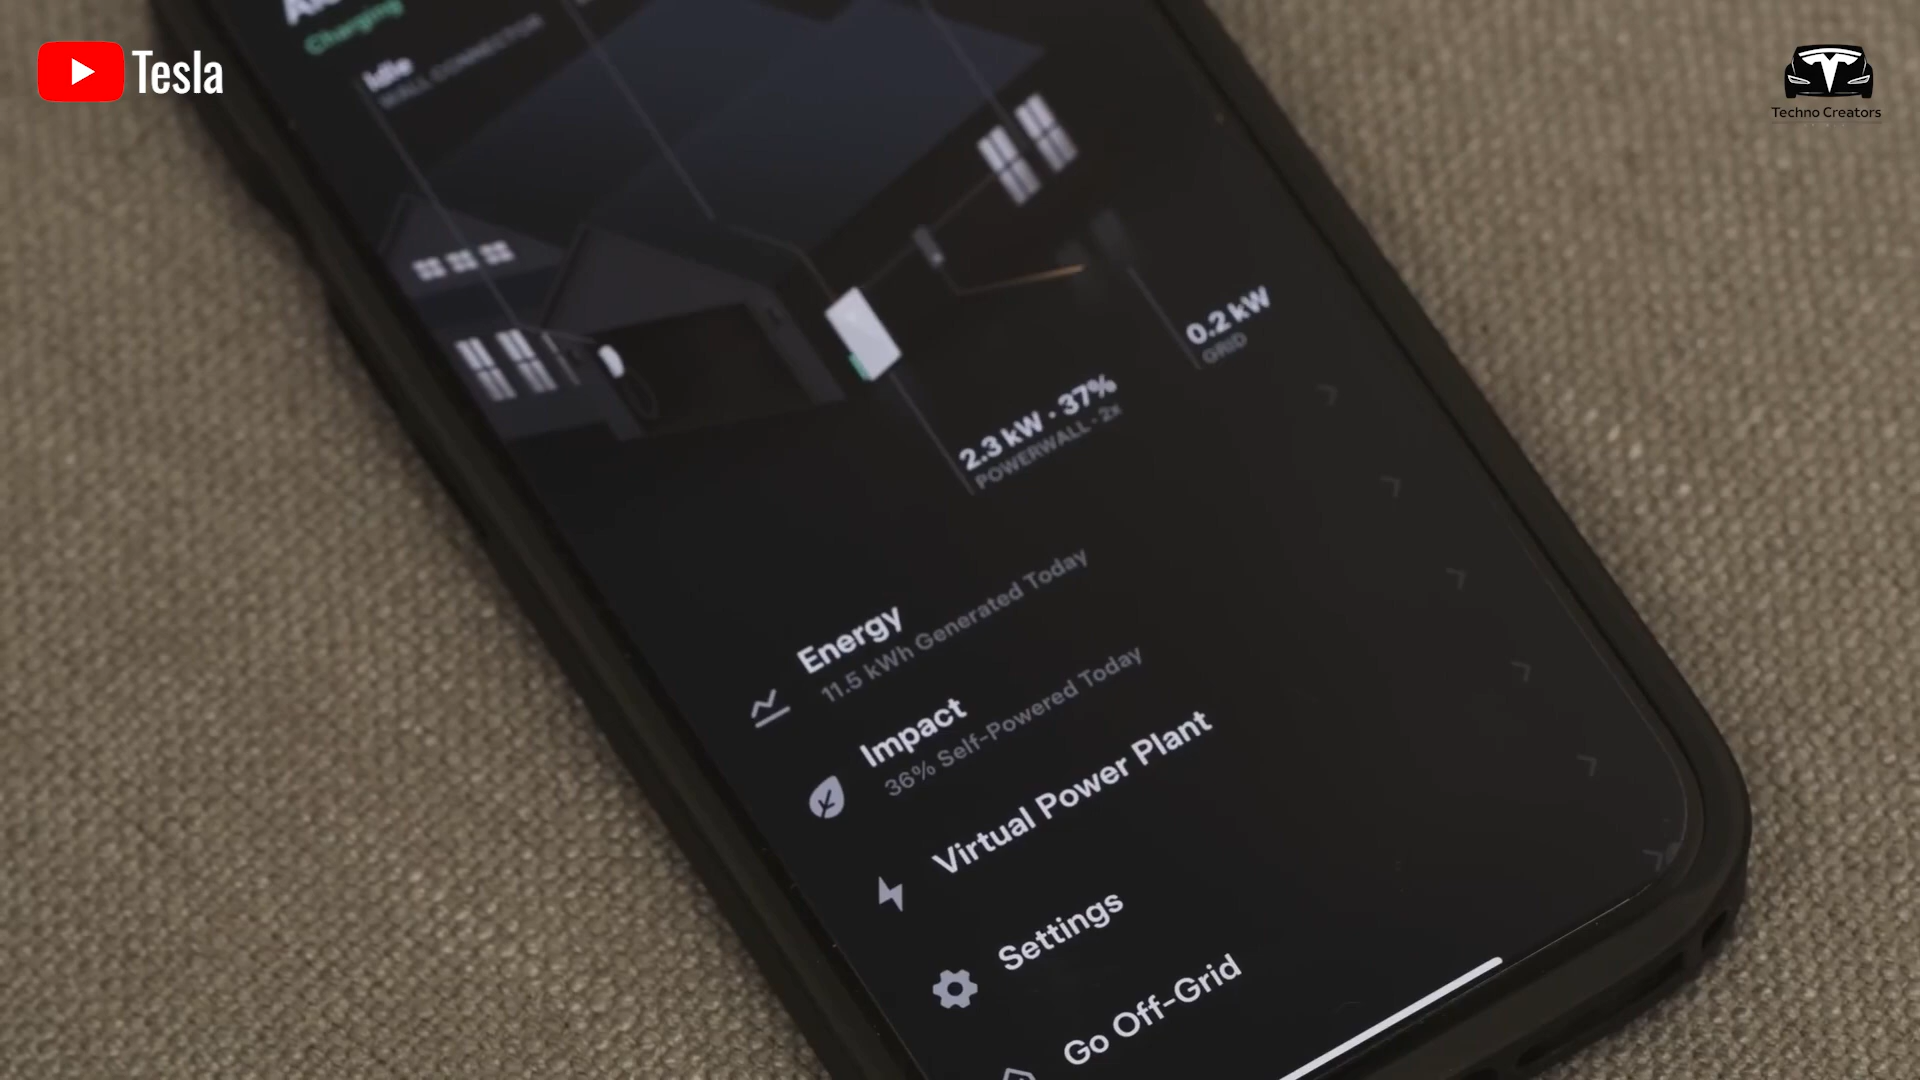 Tesla
Techno Creators
Charging
Idle
WALL CONNECTOR
0.2 kW
GRID
2.3 kW · 37%
POWERWALL · 2x
Energy
11.5 kWh Generated Today
Impact
36% Self-Powered Today
Virtual Power Plant
Settings
Go Off-Grid